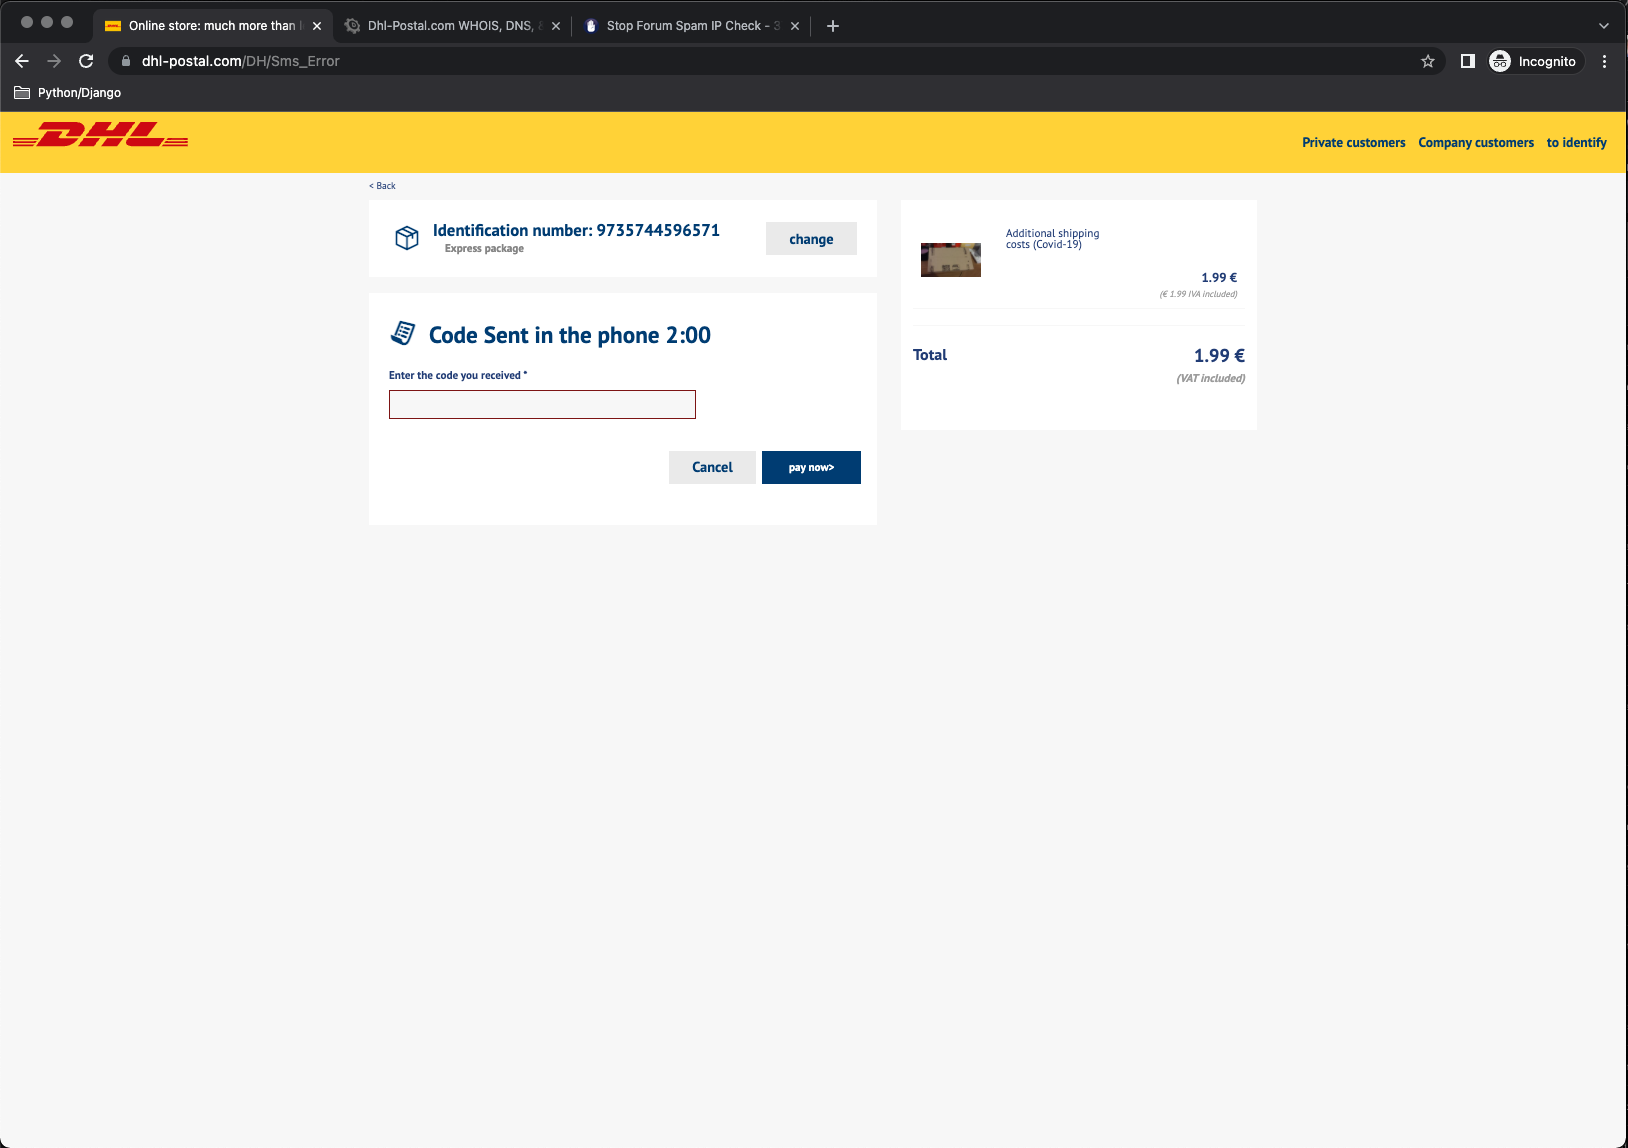 Online store: much more than
Dhl-Postal.com WHOIS, DNS,
Stop Forum Spam IP Check -
dhl-postal.com/DH/Sms_Error
Incognito
Python/Django
DHL
Private customers
Company customers
to identify
< Back
Identification number: 9735744596571
Express package
change
Code Sent in the phone 2:00
Enter the code you received *
Cancel
pay now>
Additional shipping
costs (Covid-19)
1.99 €
(€ 1.99 IVA included)
Total
1.99 €
(VAT included)